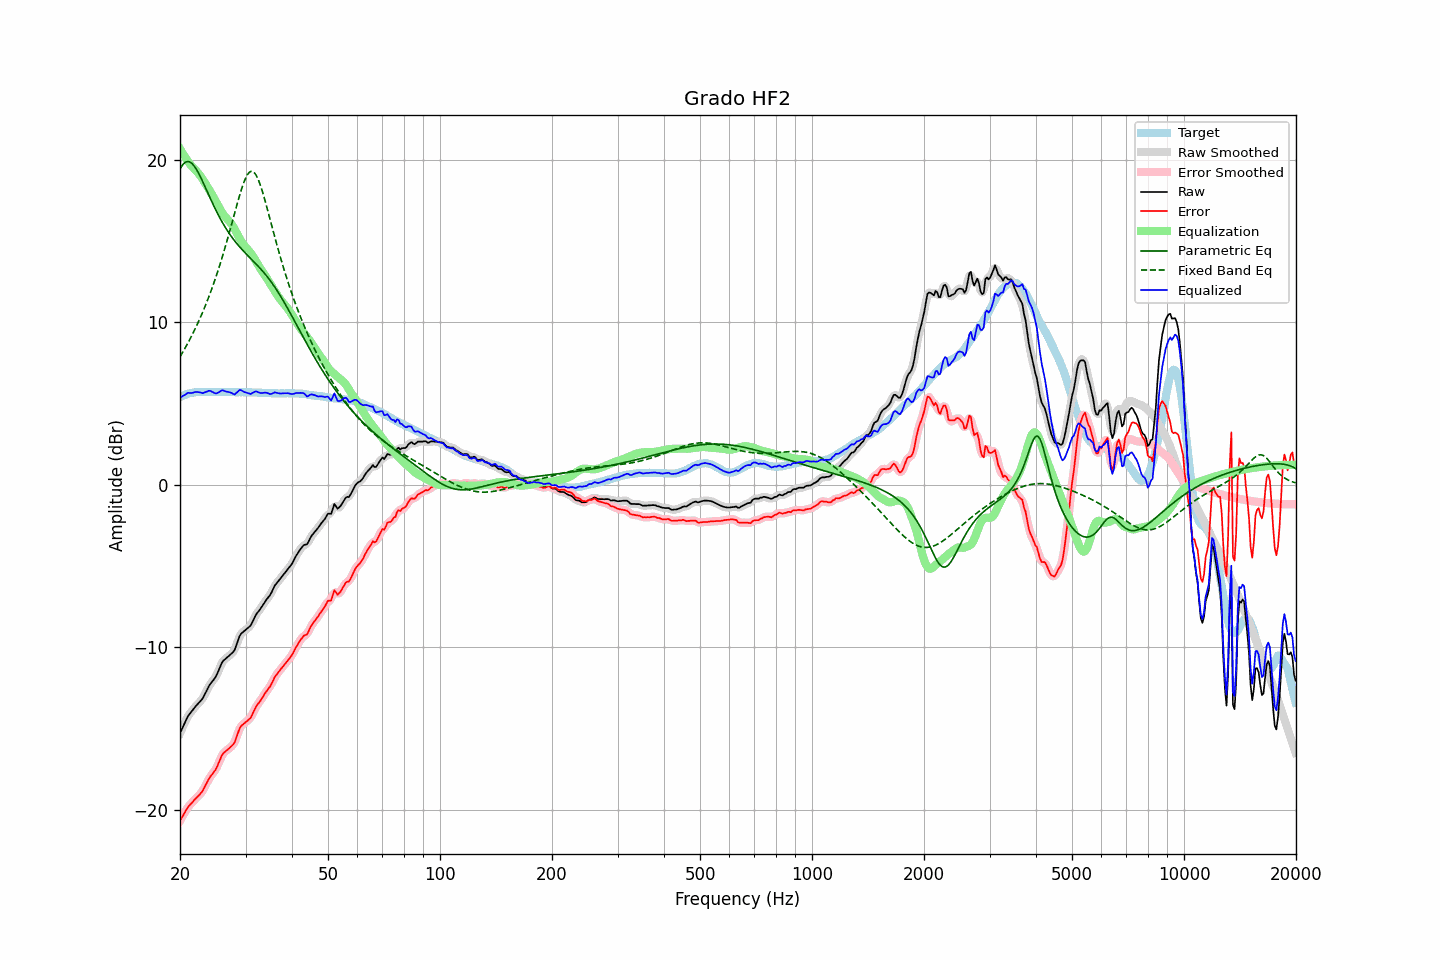 Grado HF2
Target
Raw Smoothed
Error Smoothed
Raw
Error
Equalization
Parametric Eq
Fixed Band Eq
Equalized
Amplitude (dBr)
20
10
0
−10
−20
20
50
100
200
500
1000
2000
5000
10000
20000
Frequency (Hz)